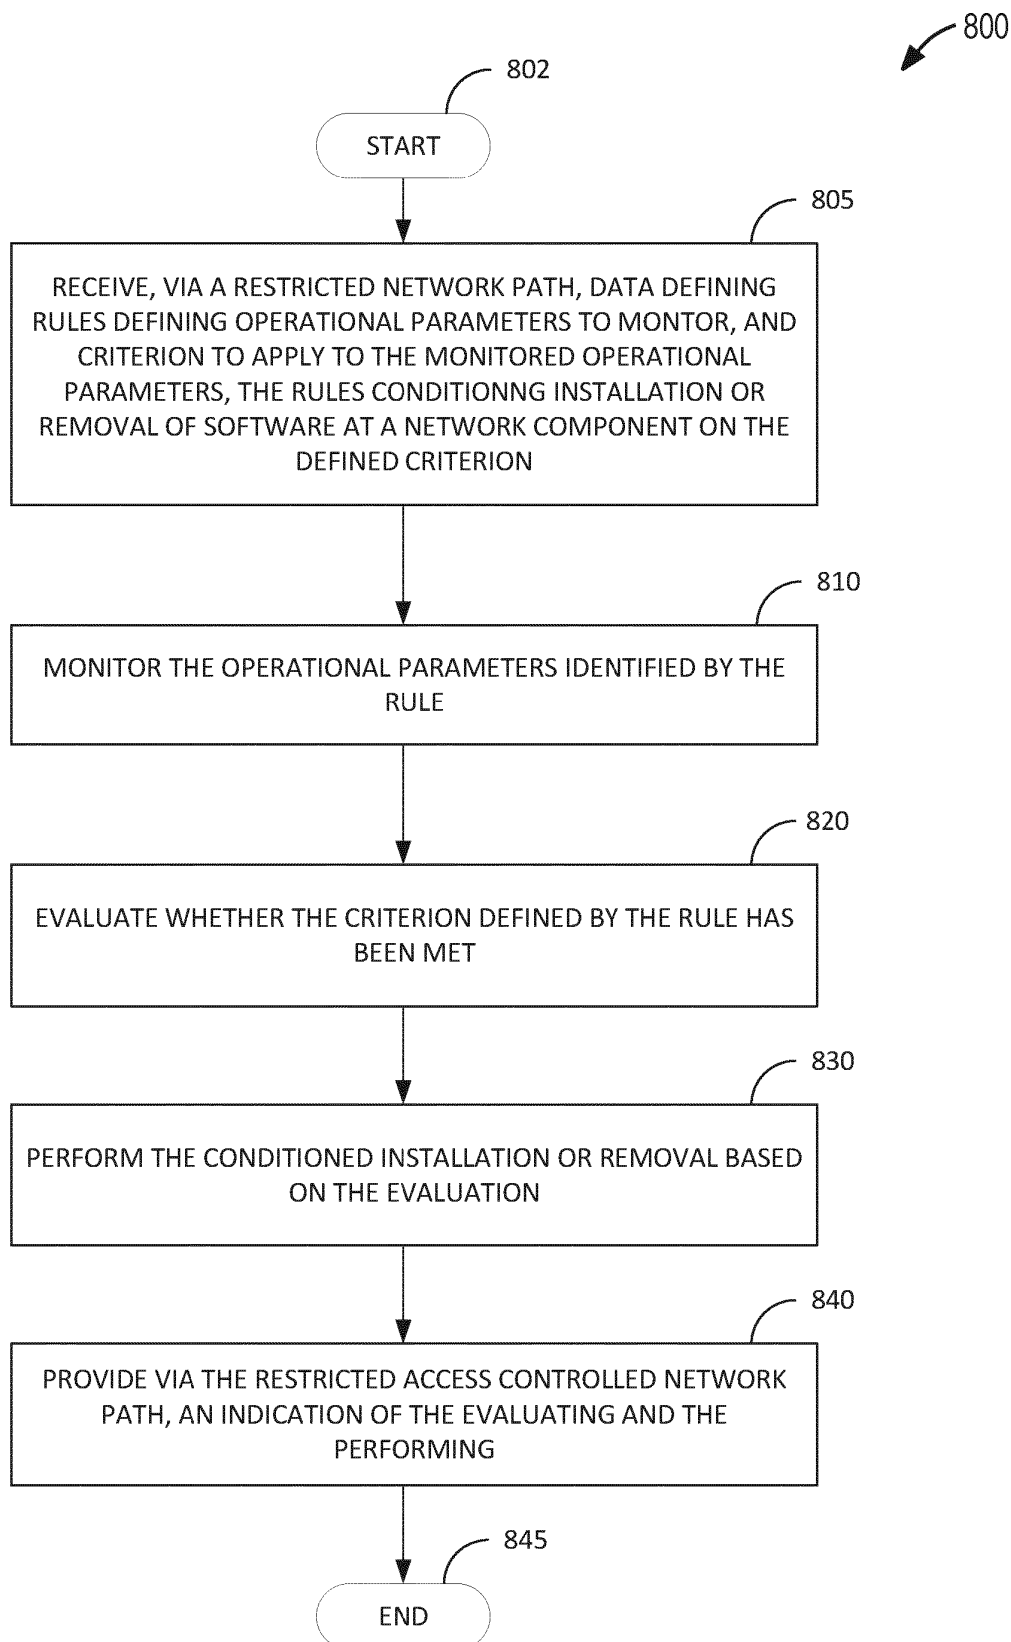 800
802
START
805
RECEIVE, VIA A RESTRICTED NETWORK PATH, DATA DEFINING
RULES DEFINING OPERATIONAL PARAMETERS TO MONTOR, AND
CRITERION TO APPLY TO THE MONITORED OPERATIONAL
PARAMETERS, THE RULES CONDITIONNG INSTALLATION OR
REMOVAL OF SOFTWARE AT A NETWORK COMPONENT ON THE
DEFINED CRITERION
810
MONITOR THE OPERATIONAL PARAMETERS IDENTIFIED BY THE
RULE
820
EVALUATE WHETHER THE CRITERION DEFINED BY THE RULE HAS
BEEN MET
830
PERFORM THE CONDITIONED INSTALLATION OR REMOVAL BASED
ON THE EVALUATION
840
PROVIDE VIA THE RESTRICTED ACCESS CONTROLLED NETWORK
PATH, AN INDICATION OF THE EVALUATING AND THE
PERFORMING
845
END